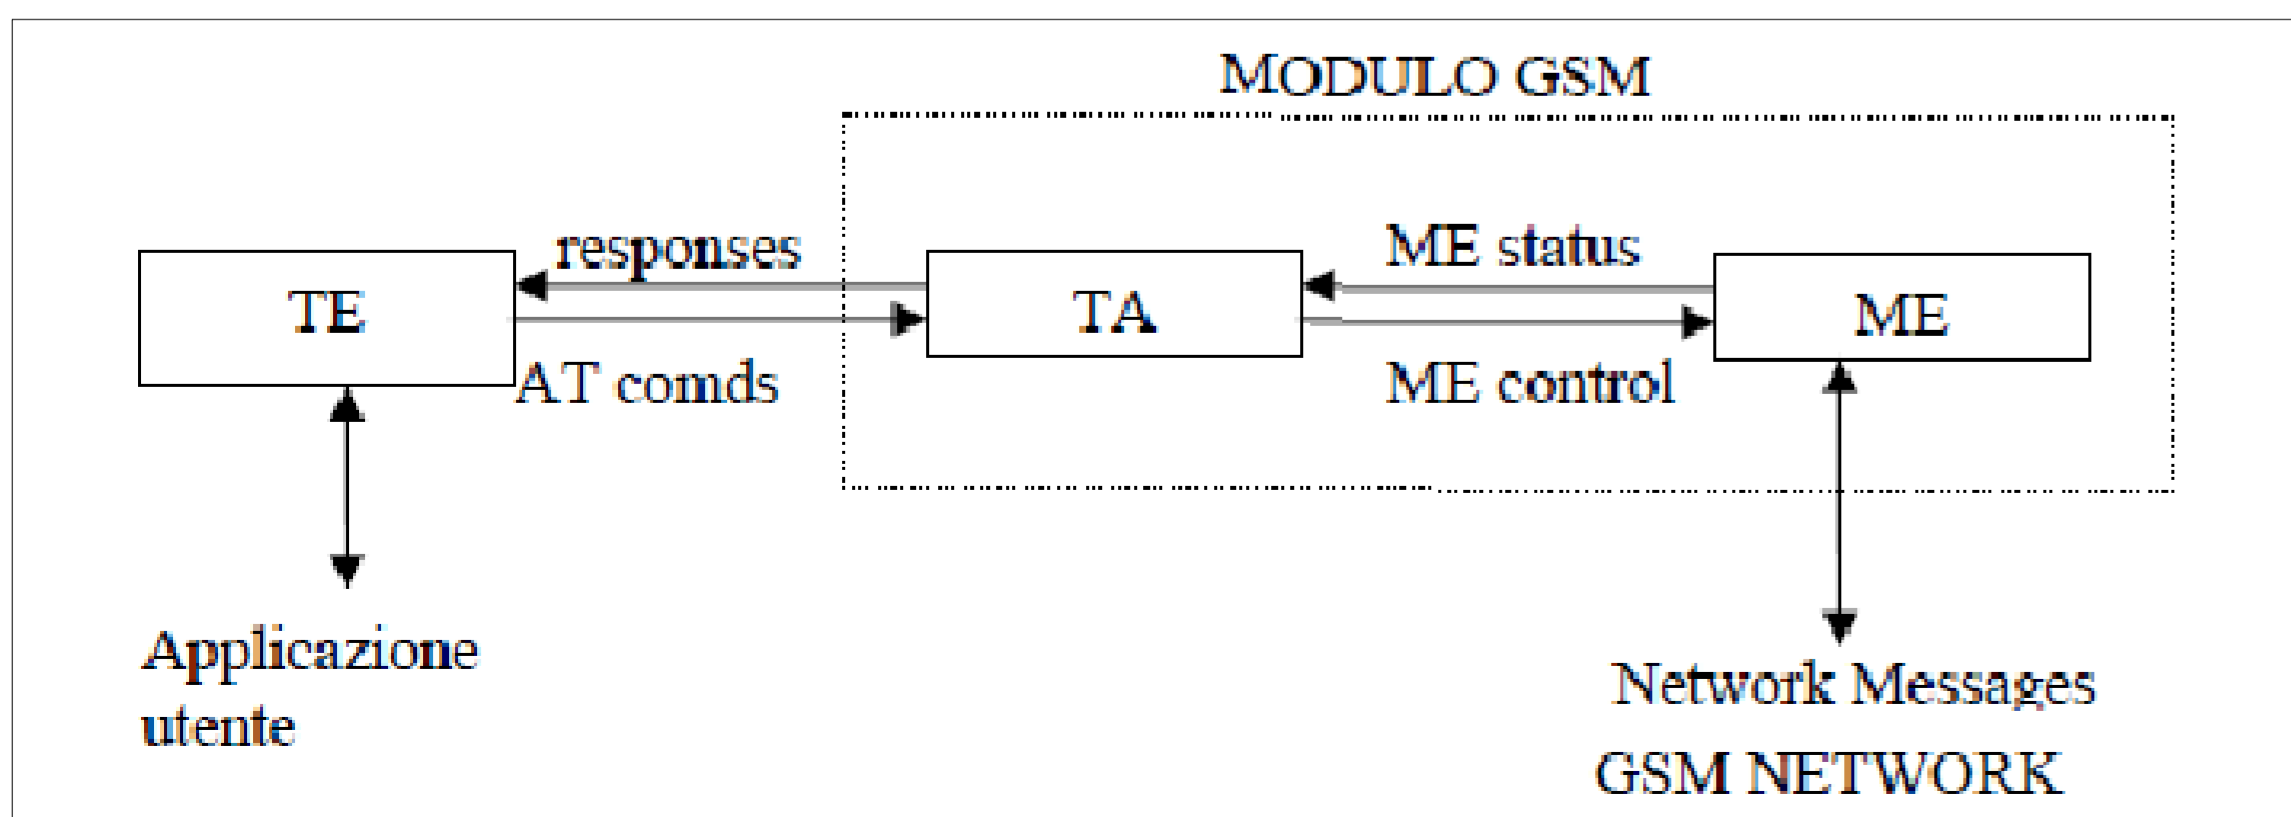 MODULO GSM
responses
ME status
TE
TA
ME
AT comds
ME control
Applicazione
utente
Network Messages
GSM NETWORK